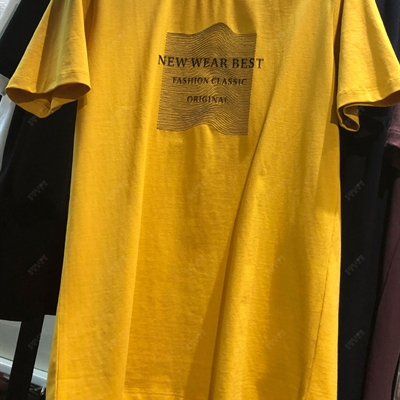 NEW WEAR BEST
FASHION CLASSIC
ORIGINAL